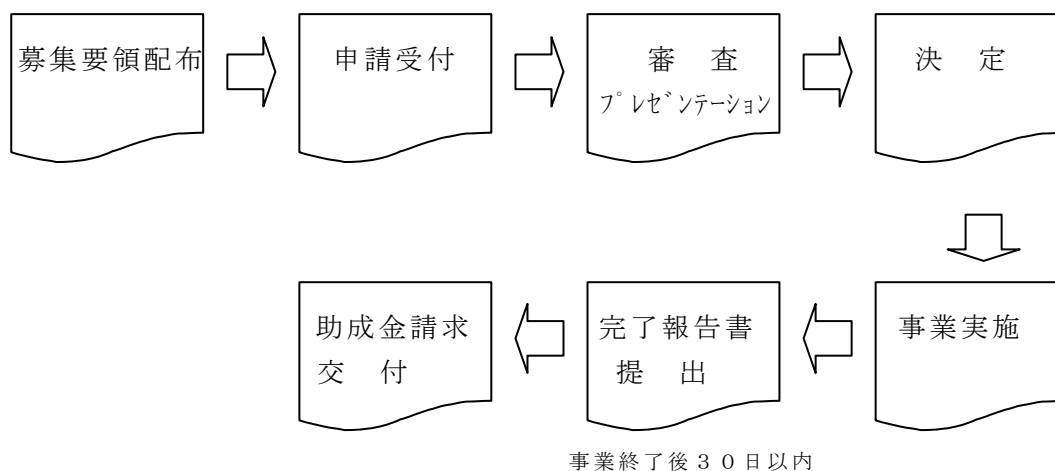 募集要領配布
申請受付
審　査
ﾌﾟﾚｾﾞﾝﾃｰｼｮﾝ
決　定
事業実施
完了報告書
提　出
事業終了後３０日以内
助成金請求
交　付